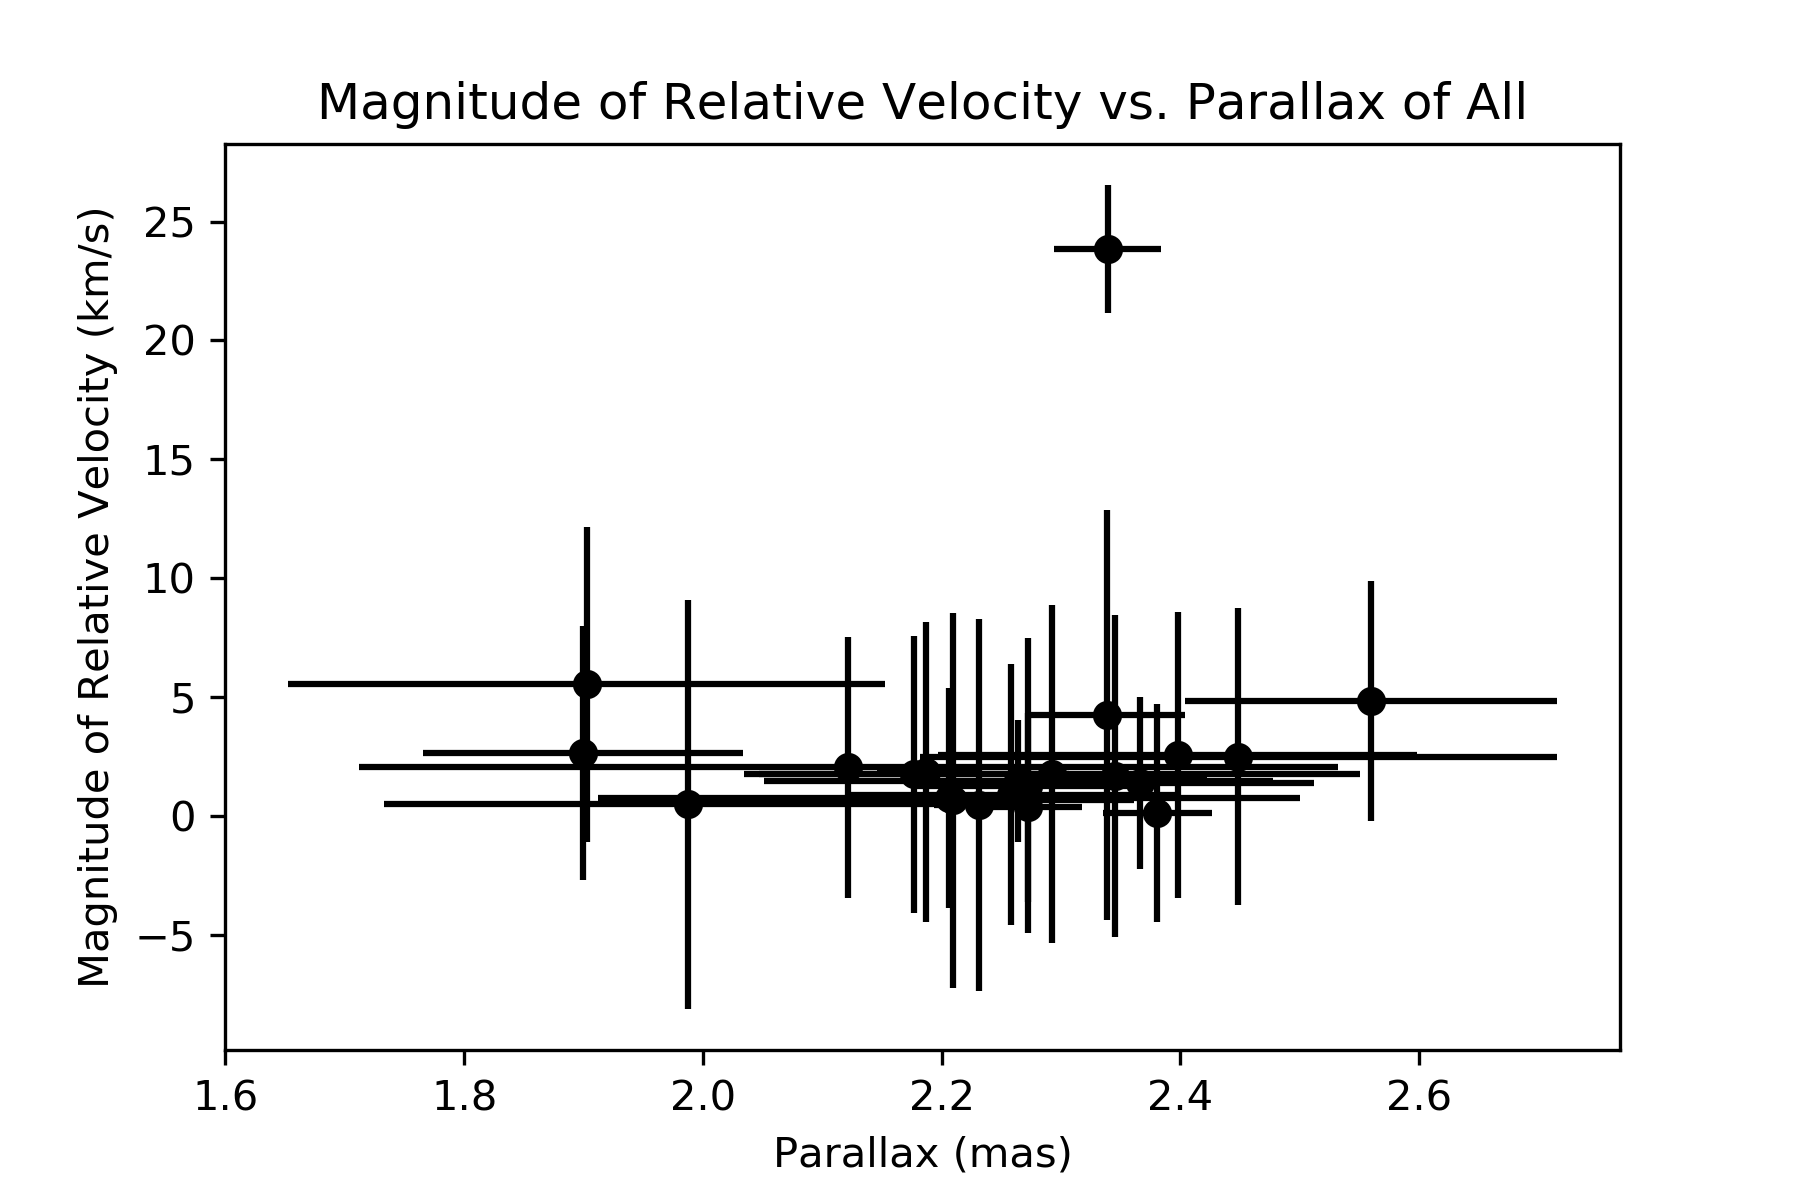 Magnitude of Relative Velocity vs. Parallax of All
Magnitude of Relative Velocity (km/s)
25
20
15
10
5
0
−5
1.6 1.8 2.0 2.2 2.4 2.6
Parallax (mas)